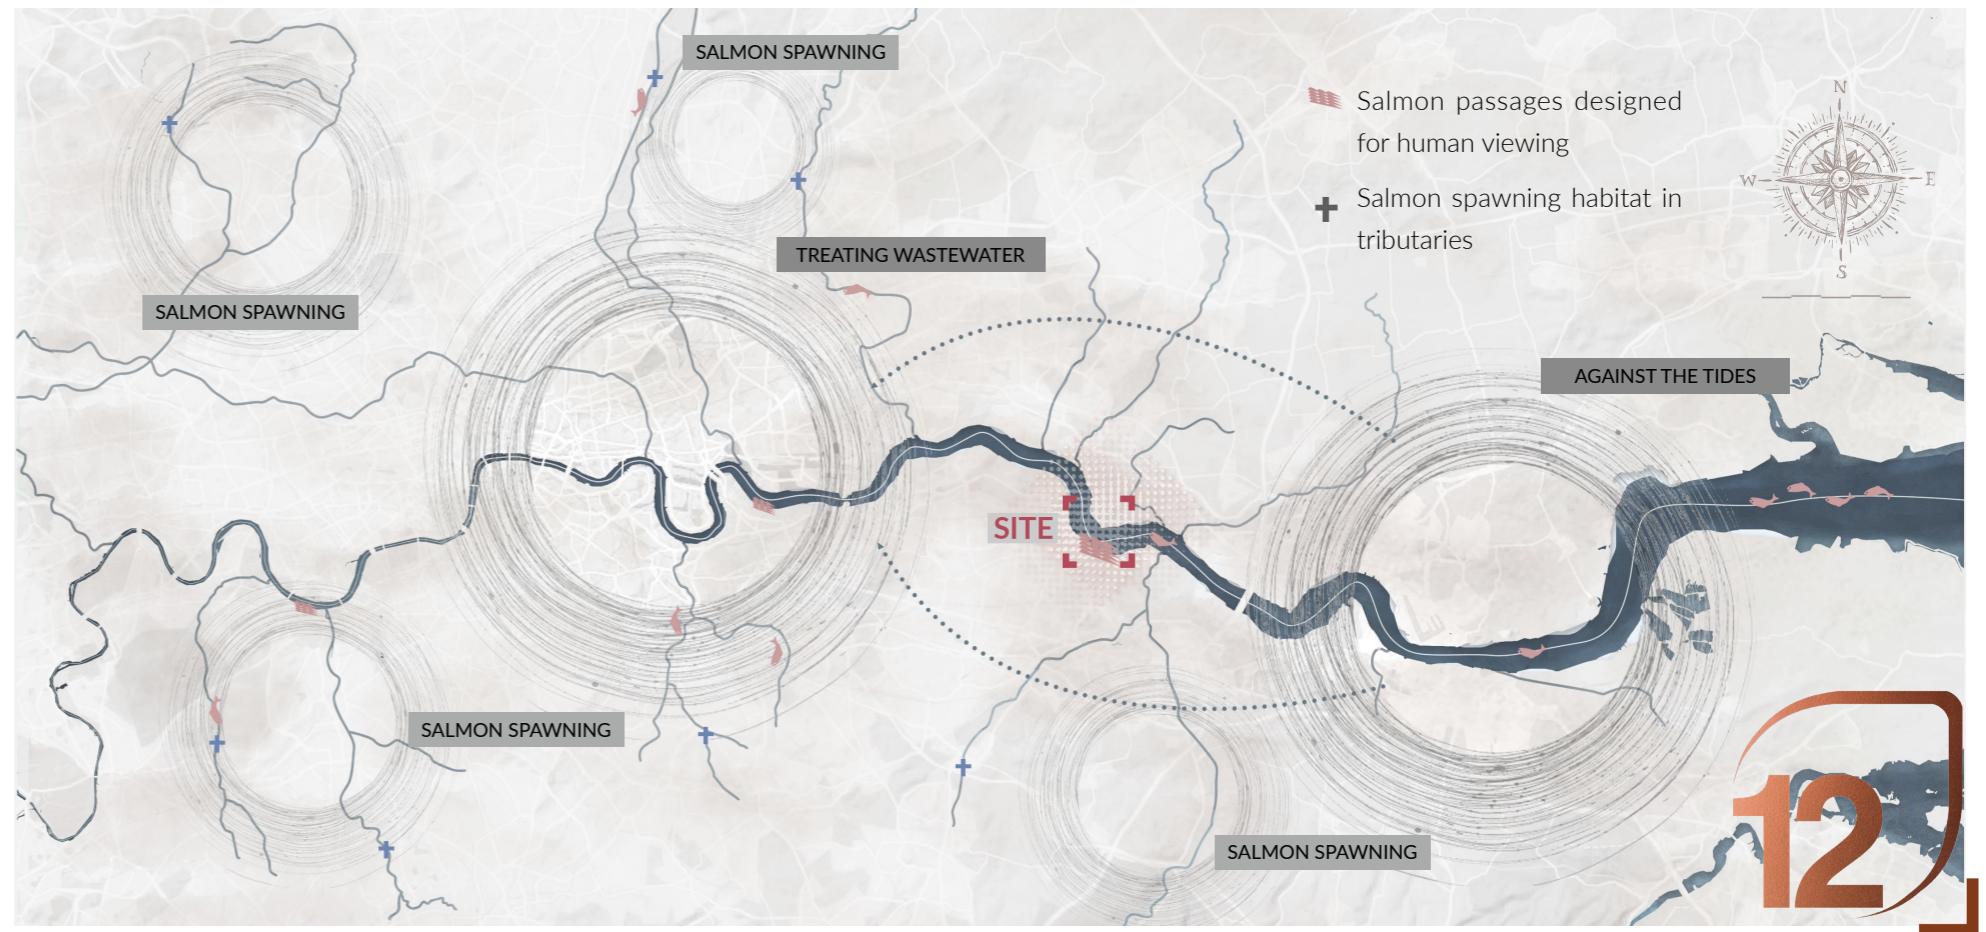 SALMON SPAWNING
Salmon passages designed
for human viewing
Salmon spawning habitat in
tributaries
N
W
E
S
TREATING WASTEWATER
SALMON SPAWNING
AGAINST THE TIDES
SITE
SALMON SPAWNING
SALMON SPAWNING
12